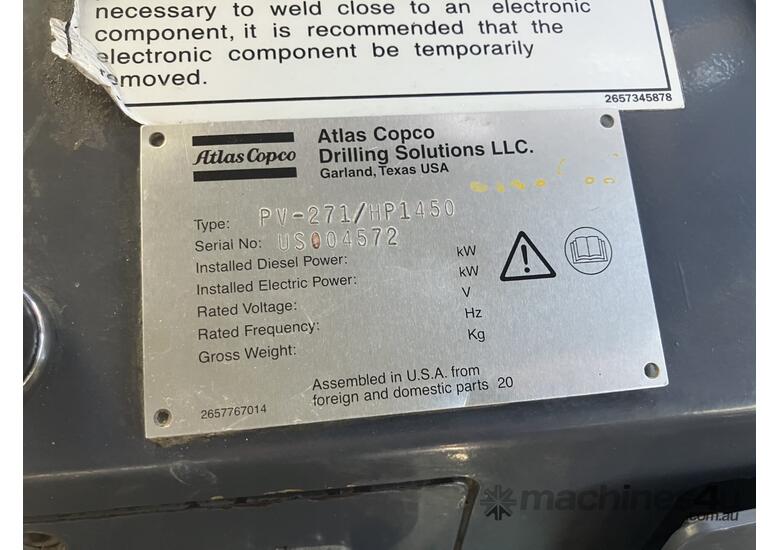 necessary to weld close to an electronic
component, it is recommended that the
electronic component be temporarily
removed.
2657345878
Atlas Copco
Atlas Copco
Drilling Solutions LLC.
Garland, Texas USA
Type: PV-271/HP1450
Serial No: US004572
Installed Diesel Power: kW
Installed Electric Power: kW
Rated Voltage: V
Rated Frequency: Hz
Gross Weight: Kg
Assembled in U.S.A. from
foreign and domestic parts 20
2657767014
machines4u
.com.au